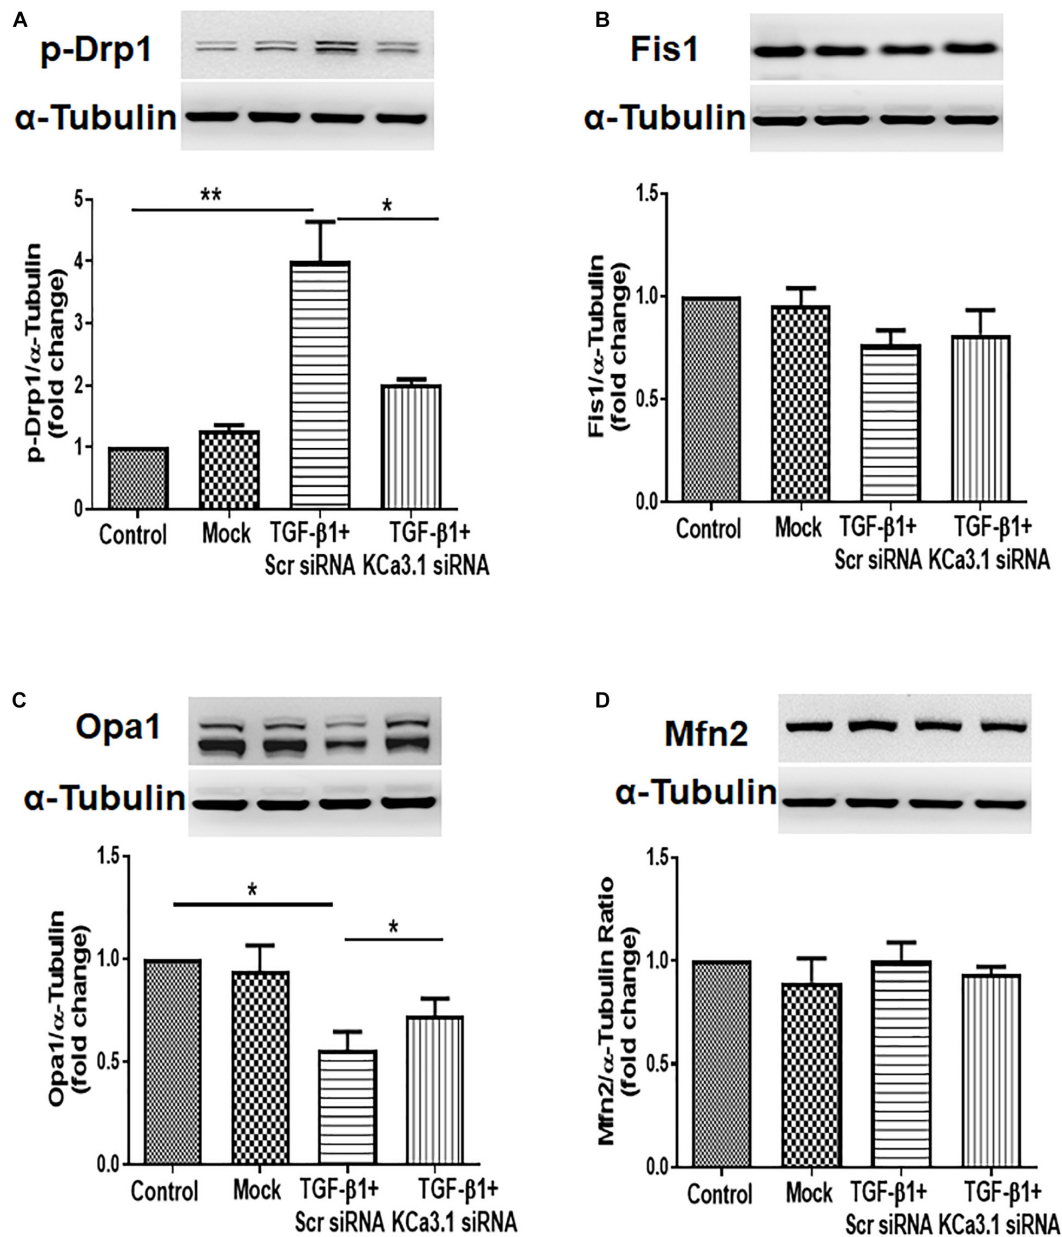 A
p-Drp1
α-Tubulin
**
*
p-Drp1/α-Tubulin
(fold change)
5
4
3
2
1
0
Control Mock TGF-β1+ TGF-β1+
Scr siRNA KCa3.1 siRNA
B
Fis1
α-Tubulin
Fis1/α-Tubulin
(fold change)
1.5
1.0
0.5
0.0
Control Mock TGF-β1+ TGF-β1+
Scr siRNA KCa3.1 siRNA
C
Opa1
α-Tubulin
*
*
Opa1/α-Tubulin
(fold change)
1.5
1.0
0.5
0.0
Control Mock TGF-β1+ TGF-β1+
Scr siRNA KCa3.1 siRNA
D
Mfn2
α-Tubulin
Mfn2/α-Tubulin Ratio
(fold change)
1.5
1.0
0.5
0.0
Control Mock TGF-β1+ TGF-β1+
Scr siRNA KCa3.1 siRNA